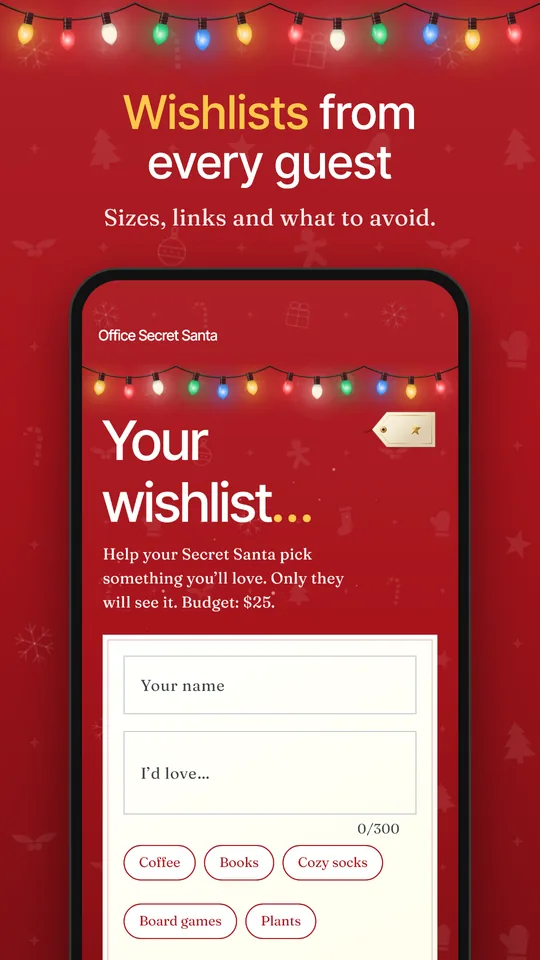 Wishlists from
every guest
Sizes, links and what to avoid.
Office Secret Santa
Your
wishlist...
Help your Secret Santa pick
something you’ll love. Only they
will see it. Budget: $25.
Your name
I’d love...
0/300
Coffee
Books
Cozy socks
Board games
Plants